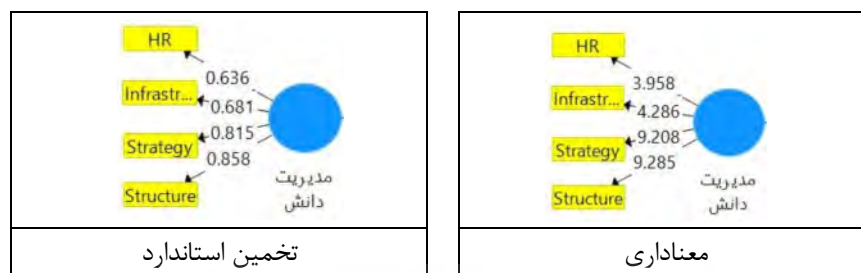 HR
0.636
Infrastr...
0.681
0.815
Strategy
0.858
Structure
مدیریت
دانش
تخمین استاندارد
HR
3.958
Infrastr...
4.286
9.208
Strategy
9.285
Structure
مدیریت
دانش
معناداری